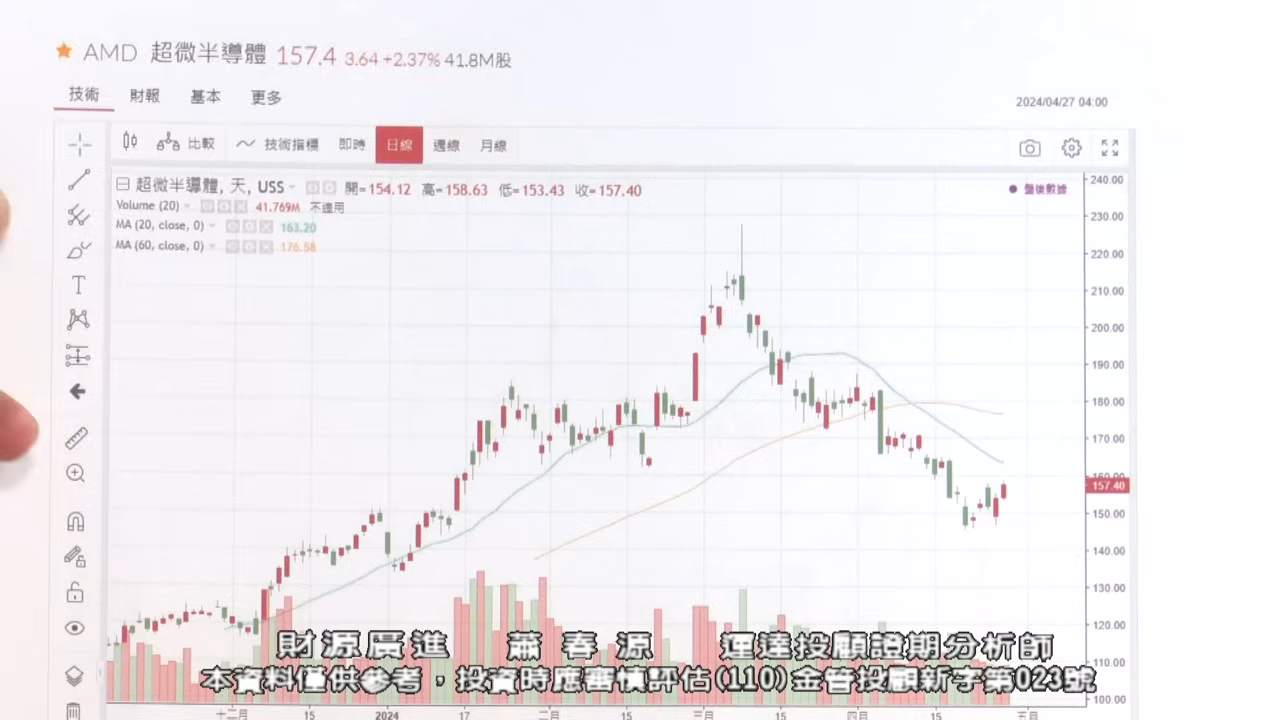 AMD 超微半導體 157.4 3.64 +2.37% 41.8M股
技術 財報 基本 更多
2024/04/27 04:00
比較 技術指標 即時 日線 週線 月線
超微半導體, 天, USS 開=154.12 高=158.63 低=153.43 收=157.40
盤後數據
Volume (20) 41.769M 不適用
MA (20, close, 0) 163.20
MA (60, close, 0) 176.58
240.00
230.00
220.00
210.00
200.00
190.00
180.00
170.00
160.00
157.40
150.00
140.00
130.00
120.00
110.00
100.00
財源廣進 蕭春源 運達投顧證期分析師
本資料僅供參考，投資時應審慎評估(110)金管投顧新字第023號
十二月 15 2024 17 二月 15 三月 15 四月 15 五月